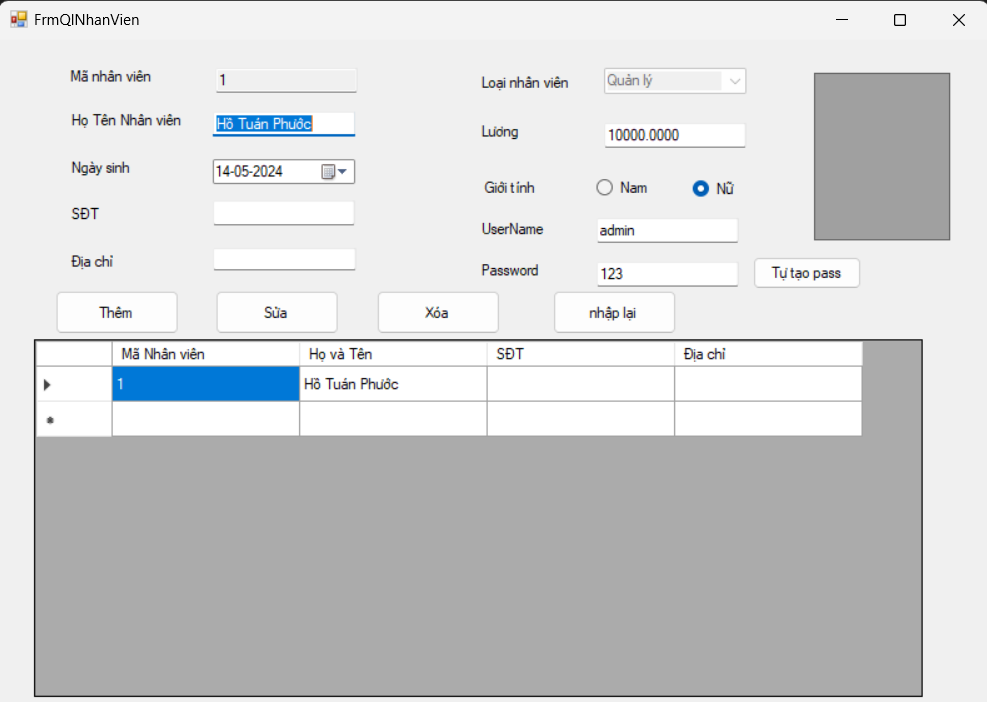 FrmQlNhanVien
Mã nhân viên
1
Loại nhân viên
Quản lý
Họ Tên Nhân viên
Hồ Tuấn Phước
Lương
10000.0000
Ngày sinh
14-05-2024
Giới tính
Nam
Nữ
SĐT
UserName
admin
Địa chỉ
Password
123
Tự tạo pass
Thêm
Sửa
Xóa
nhập lại
Mã Nhân viên Họ và Tên SĐT Địa chỉ
1 Hồ Tuấn Phước